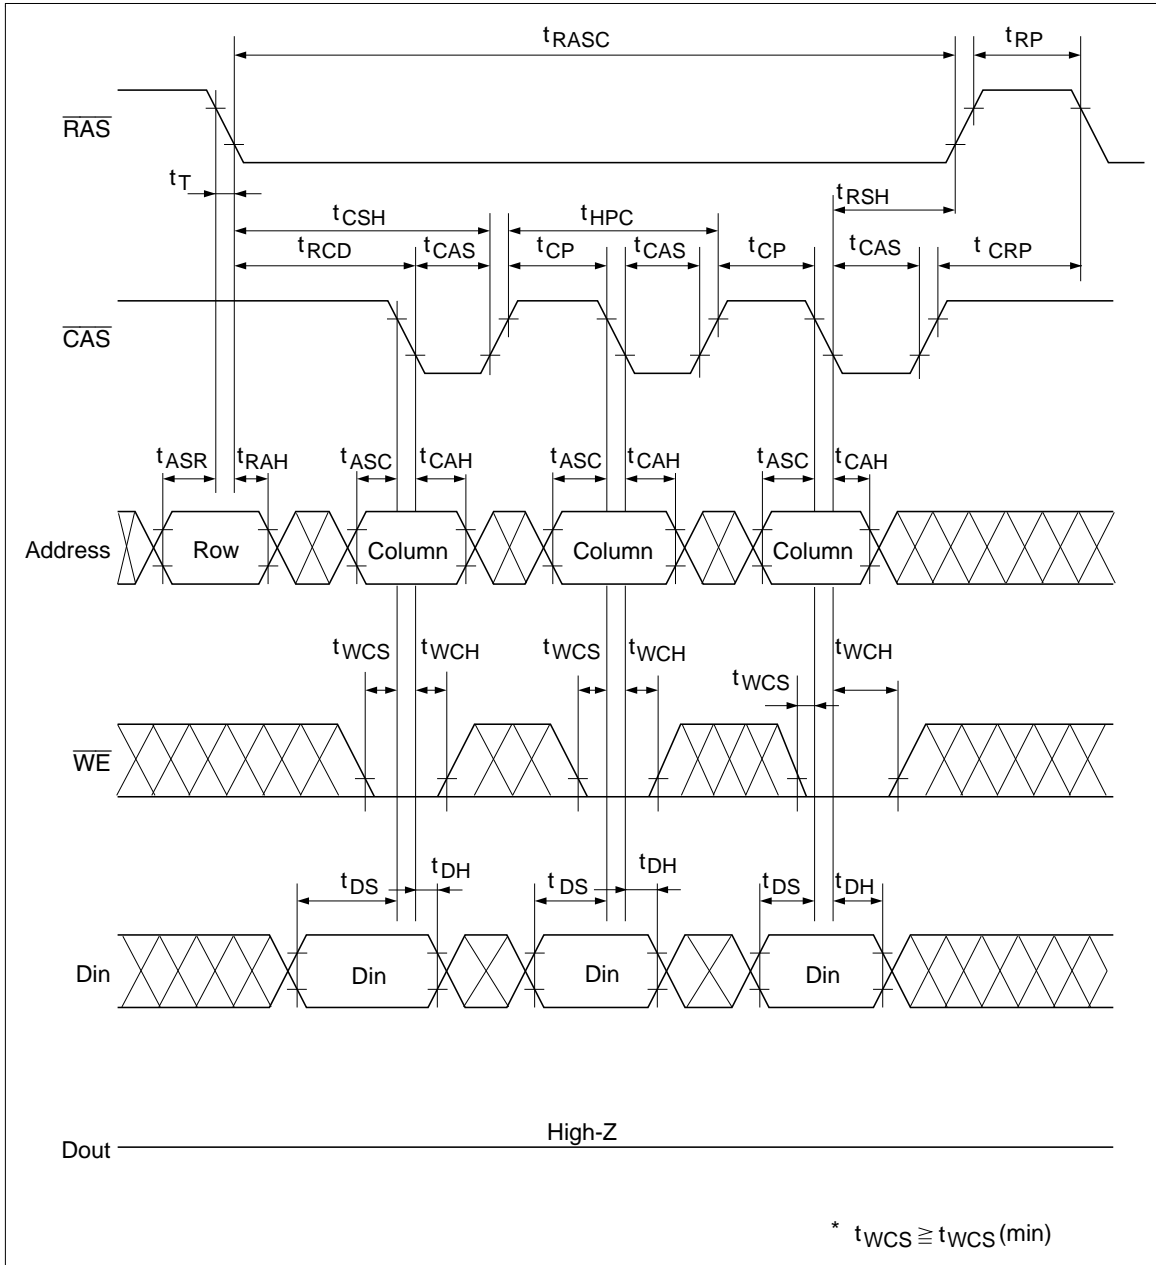 tRASC tRP
RAS
tT
tRSH
tCSH tHPC
tRCD tCAS tCP tCAS tCP tCAS tCRP
CAS
tASR tRAH tASC tCAH tASC tCAH tASC tCAH
Address Row Column Column Column
tWCS tWCH tWCS tWCH tWCS tWCH
WE
tDS tDH tDS tDH tDS tDH
Din Din Din Din
High-Z
Dout
* tWCS ≧ tWCS(min)